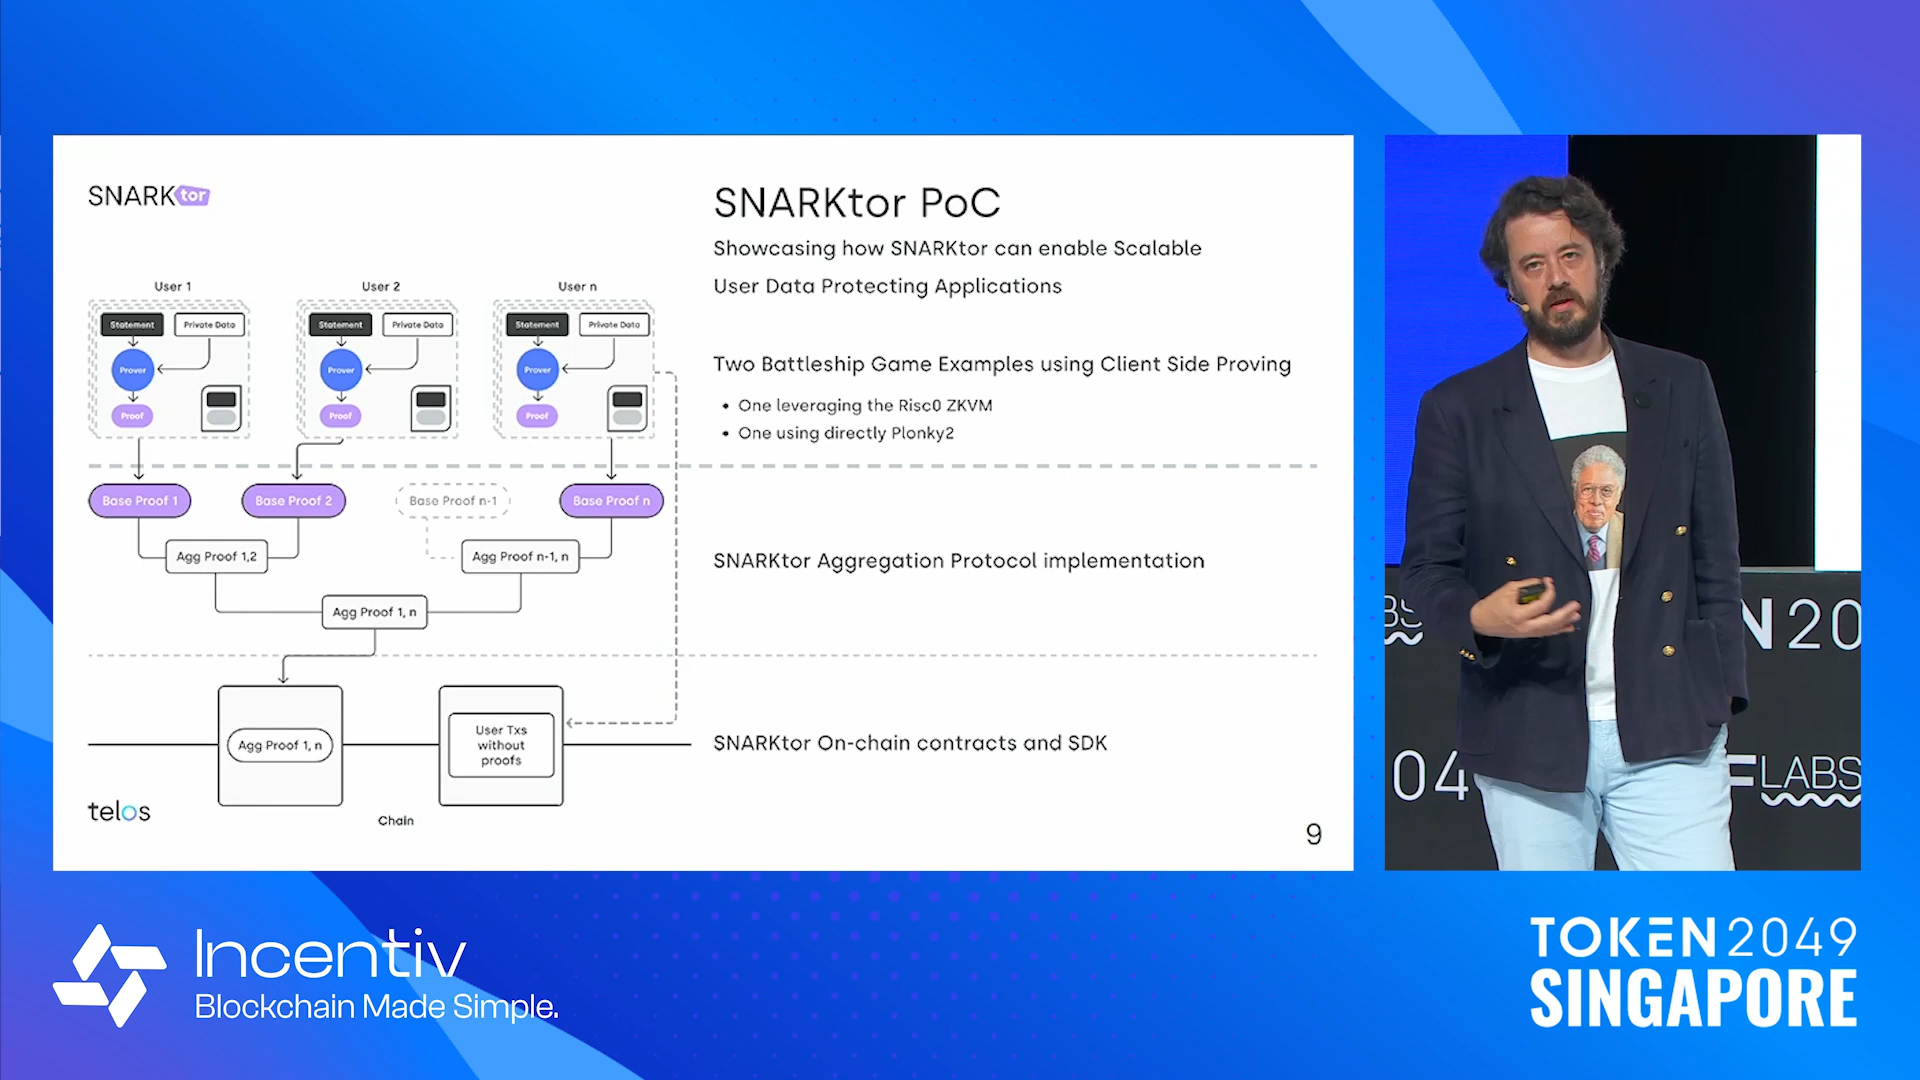 SNARKtor
SNARKtor PoC
Showcasing how SNARKtor can enable Scalable
User Data Protecting Applications
User 1
User 2
User n
Statement
Private Data
Statement
Private Data
Statement
Private Data
Prover
Prover
Prover
Proof
Proof
Proof
Two Battleship Game Examples using Client Side Proving
• One leveraging the Risc0 ZKVM
• One using directly Plonky2
Base Proof 1
Base Proof 2
Base Proof n-1
Base Proof n
Agg Proof 1,2
Agg Proof n-1, n
Agg Proof 1, n
SNARKtor Aggregation Protocol implementation
Agg Proof 1, n
User Txs
without
proofs
SNARKtor On-chain contracts and SDK
telos
Chain
9
BS
N 20
04
LABS
Incentiv
Blockchain Made Simple.
TOKEN2049
SINGAPORE